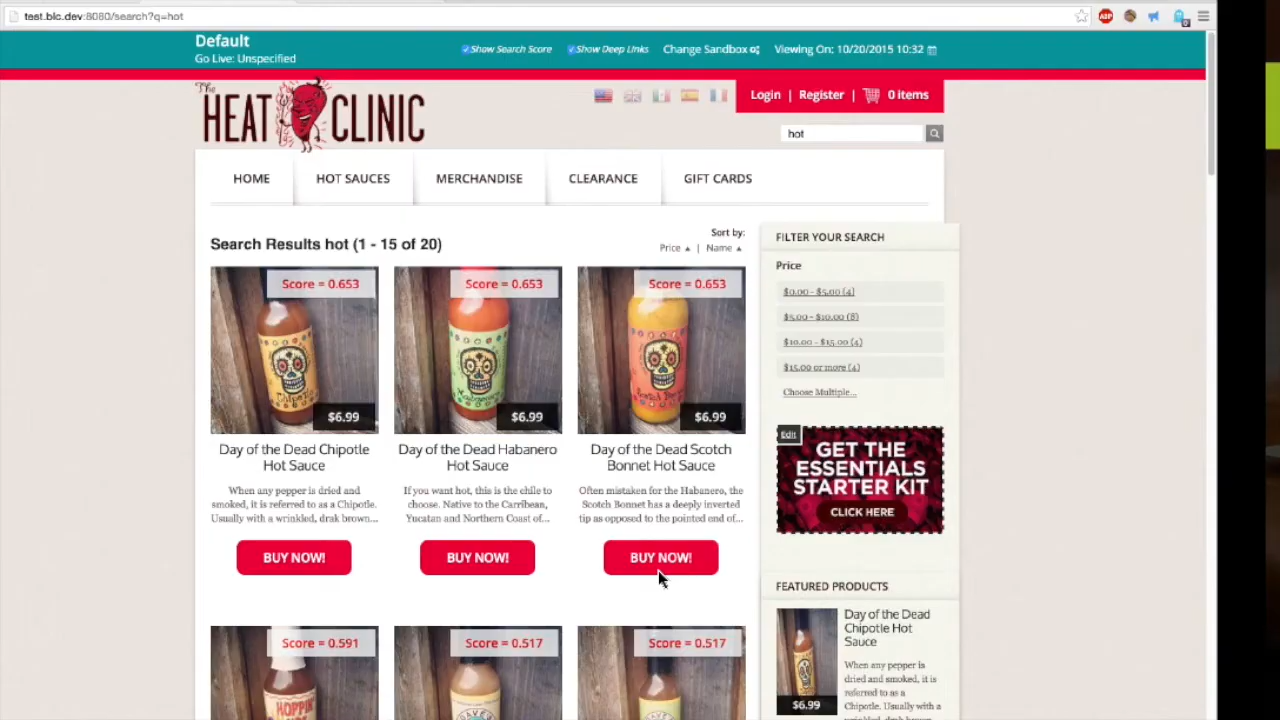 test.blc.dev:8080/search?q=hot
ABP
Default
Go Live: Unspecified
Show Search Score
Show Deep Links
Change Sandbox
Viewing On: 10/20/2015 10:32
The
HEAT CLINIC
Login | Register | 0 items
hot
HOME
HOT SAUCES
MERCHANDISE
CLEARANCE
GIFT CARDS
Search Results hot (1 - 15 of 20)
Sort by:
Price ▲ | Name ▲
Score = 0.653
$6.99
Day of the Dead Chipotle
Hot Sauce
When any pepper is dried and
smoked, it is referred to as a Chipotle.
Usually with a wrinkled, drak brown...
BUY NOW!
Score = 0.653
$6.99
Day of the Dead Habanero
Hot Sauce
If you want hot, this is the chile to
choose. Native to the Carribean,
Yucatan and Northern Coast of...
BUY NOW!
Score = 0.653
$6.99
Day of the Dead Scotch
Bonnet Hot Sauce
Often mistaken for the Habanero, the
Scotch Bonnet has a deeply inverted
tip as opposed to the pointed end of...
BUY NOW!
Score = 0.591
Score = 0.517
Score = 0.517
FILTER YOUR SEARCH
Price
$0.00 - $5.00 (4)
$5.00 - $10.00 (8)
$10.00 - $15.00 (4)
$15.00 or more (4)
Choose Multiple...
Edit
GET THE
ESSENTIALS
STARTER KIT
CLICK HERE
FEATURED PRODUCTS
Day of the Dead
Chipotle Hot
Sauce
When any pepper is
dried and smoked, it is
referred to as a
Chipotle. Usually with a
$6.99